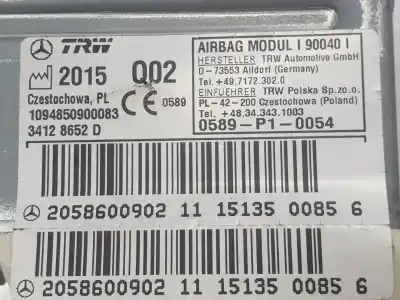 TRW
2015 Q02
Czestochowa, PL
0589
1094850900083
3412 8652 D
AIRBAG MODUL I 90040 I
HERSTELLER TRW Automotive GmbH
D-73553 Alldorf (Germany)
Tel.+49.7172.302.0
EINFUEHRER TRW Polska Sp.zo.o.
PL-42-200 Czestochowa (Poland)
Tel.+48.34.343.1003
0589-P1-0054
2058600902 11 15135 0085 6
2058600902 11 15135 0085 6